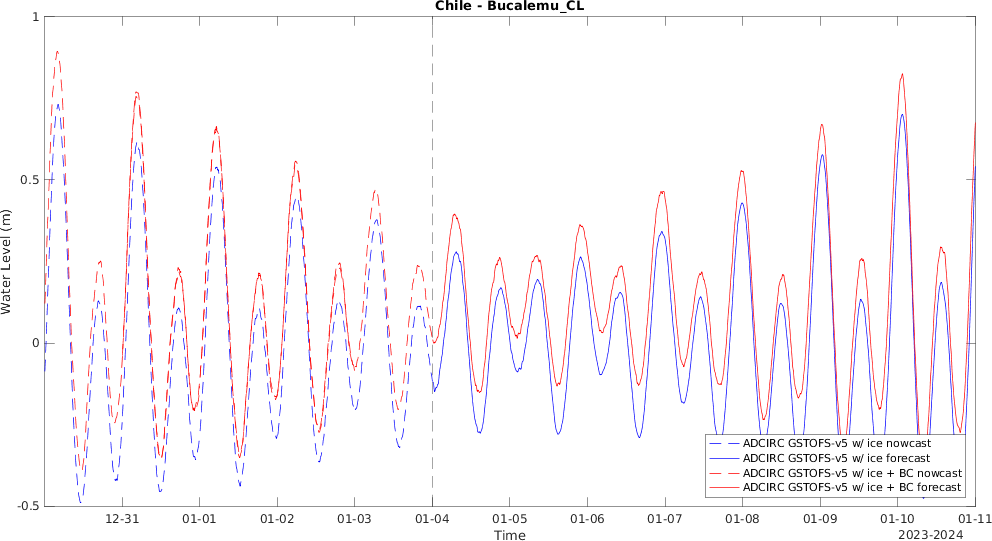 Chile - Bucalemu_CL
1
0.5
0
-0.5
Water Level (m)
12-31 01-01 01-02 01-03 01-04 01-05 01-06 01-07 01-08 01-09 01-10 01-11
Time
2023-2024
ADCIRC GSTOFS-v5 w/ ice nowcast
ADCIRC GSTOFS-v5 w/ ice forecast
ADCIRC GSTOFS-v5 w/ ice + BC nowcast
ADCIRC GSTOFS-v5 w/ ice + BC forecast